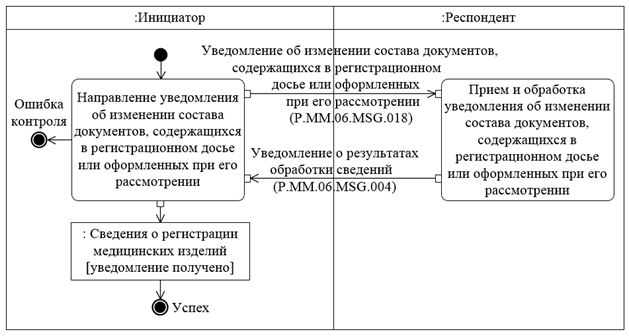 :Инициатор
:Респондент
Уведомление об изменении состава документов,
содержащихся в регистрационном
досье или оформленных
при его рассмотрении
(P.MM.06.MSG.018)
Ошибка
контроля
Направление уведомления
об изменении состава
документов, содержащихся
в регистрационном досье
или оформленных при его
рассмотрении
Прием и обработка
уведомления об изменении
состава документов,
содержащихся в
регистрационном досье
или оформленных при его
рассмотрении
Уведомление о результатах
обработки сведений
(P.MM.06.MSG.004)
: Сведения о регистрации
медицинских изделий
[уведомление получено]
Успех